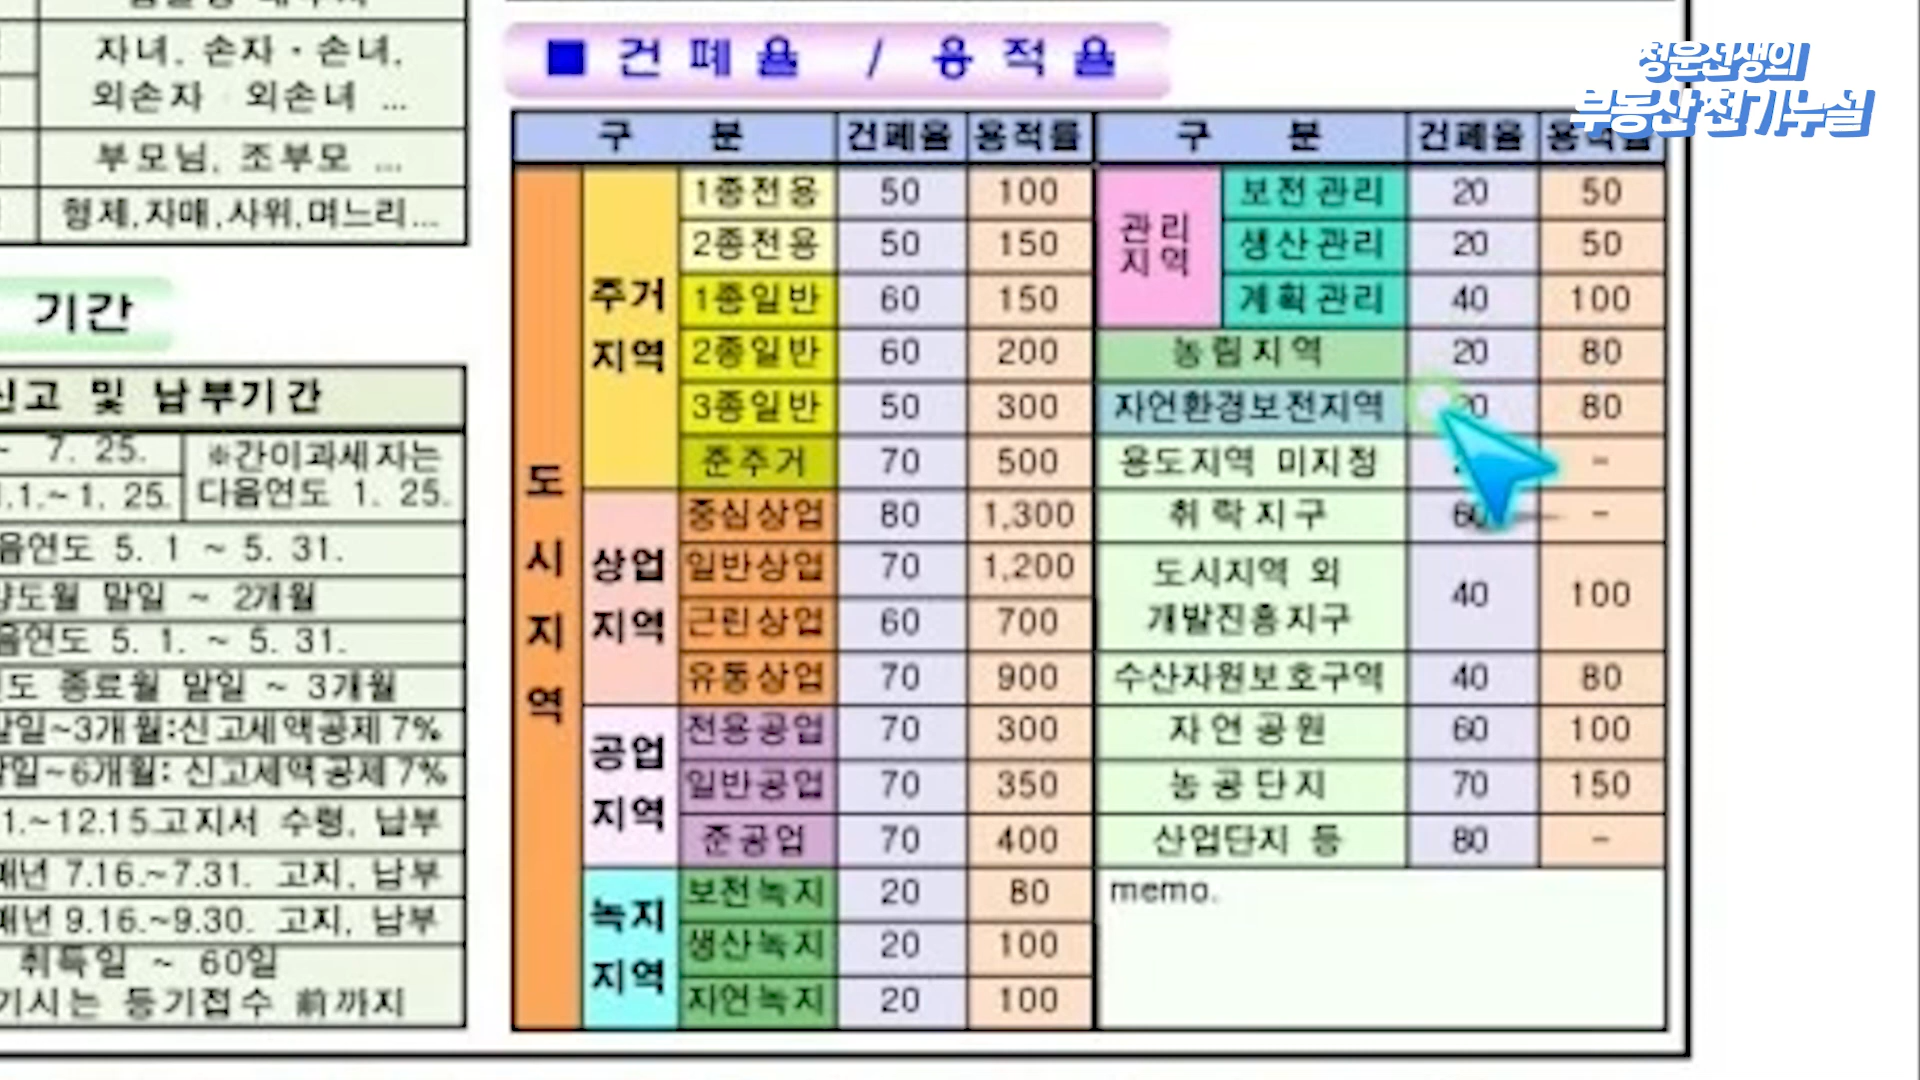 자녀, 손자·손녀,
외손자 외손녀 ...
부모님, 조부모 ...
형제,자매,사위,며느리...
기간
신고 및 납부기간
7. 25.
1.1.~1. 25.
※간이과세자는
다음연도 1. 25.
음연도 5. 1 ~ 5. 31.
양도월 말일 ~ 2개월
음연도 5. 1. ~ 5. 31.
도 종료월 말일 ~ 3개월
말일~3개월:신고세액공제7%
말일~6개월: 신고세액공제7%
1.~12.15고지서 수령, 납부
매년 7.16.~7.31. 고지, 납부
매년 9.16.~9.30. 고지, 납부
취득일 ~ 60일
기시는 등기접수 前까지
■ 건폐율 / 용적율
청운선생의
부동산전기누설
구 분 건폐율 용적률 구 분 건폐율 용적률
도시지역
주거지역
1종전용 50 100
2종전용 50 150
1종일반 60 150
2종일반 60 200
3종일반 50 300
준주거 70 500
상업지역
중심상업 80 1,300
일반상업 70 1,200
근린상업 60 700
유통상업 70 900
공업지역
전용공업 70 300
일반공업 70 350
준공업 70 400
녹지지역
보전녹지 20 80
생산녹지 20 100
자연녹지 20 100
관리지역
보전관리 20 50
생산관리 20 50
계획관리 40 100
농림지역 20 80
자연환경보전지역 20 80
용도지역 미지정 -
취락지구 60 -
도시지역 외
개발진흥지구 40 100
수산자원보호구역 40 80
자연공원 60 100
농공단지 70 150
산업단지 등 80 -
memo.